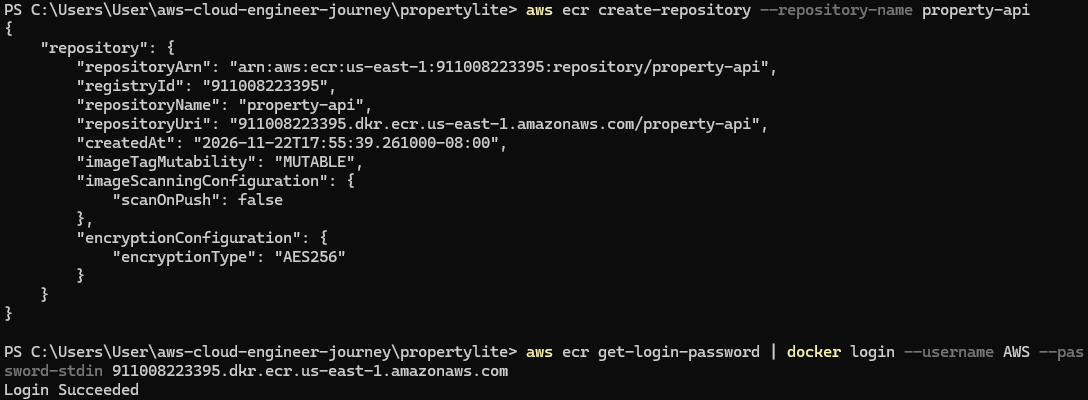 PS C:\Users\User\aws-cloud-engineer-journey\propertylite> aws ecr create-repository --repository-name property-api
{
    "repository": {
        "repositoryArn": "arn:aws:ecr:us-east-1:911008223395:repository/property-api",
        "registryId": "911008223395",
        "repositoryName": "property-api",
        "repositoryUri": "911008223395.dkr.ecr.us-east-1.amazonaws.com/property-api",
        "createdAt": "2026-11-22T17:55:39.261000-08:00",
        "imageTagMutability": "MUTABLE",
        "imageScanningConfiguration": {
            "scanOnPush": false
        },
        "encryptionConfiguration": {
            "encryptionType": "AES256"
        }
    }
}
PS C:\Users\User\aws-cloud-engineer-journey\propertylite> aws ecr get-login-password | docker login --username AWS --pas
sword-stdin 911008223395.dkr.ecr.us-east-1.amazonaws.com
Login Succeeded